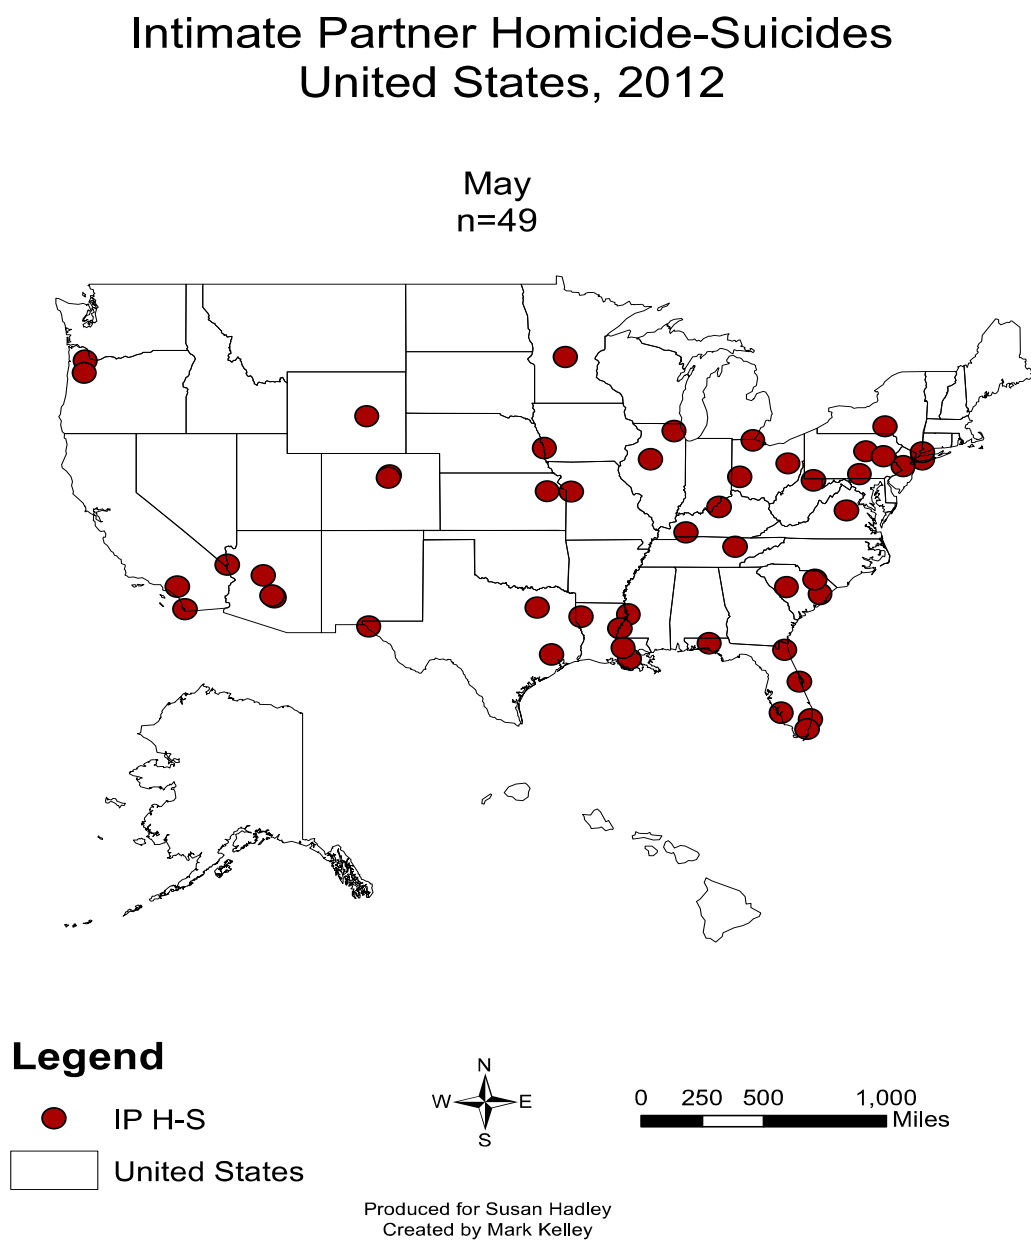 Intimate Partner Homicide-Suicides
United States, 2012
May
n=49
Legend
IP H-S
United States
N
W E
S
0 250 500 1,000
Miles
Produced for Susan Hadley
Created by Mark Kelley